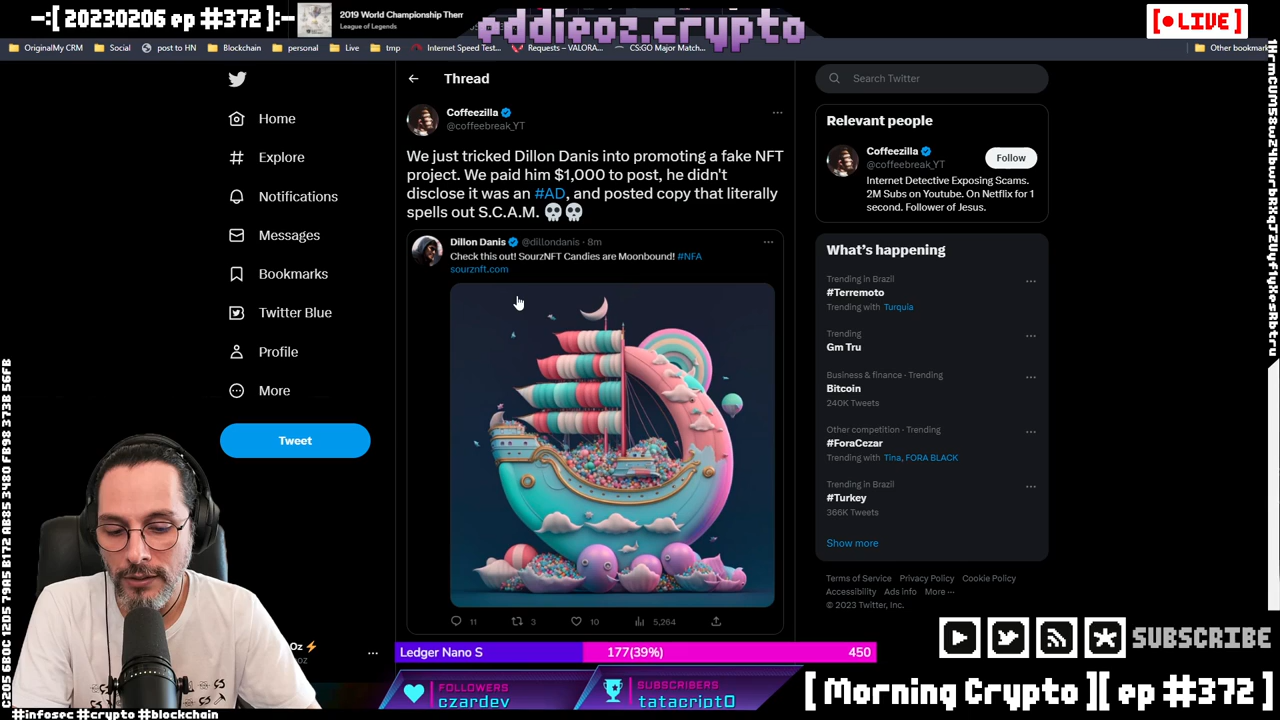 -:[ 20230206 ep #372 ]:-
2019 World Championship Them
League of Legends
eddieoz.crypto
[ • LIVE ]
OriginalMy CRM
Social
post to HN
Blockchain
personal
Live
tmp
Internet Speed Test...
Requests – VALORA...
CS:GO Major Match...
Other bookmark
Home
Explore
Notifications
Messages
Bookmarks
Twitter Blue
Profile
More
Tweet
Thread
Coffeezilla
@coffeebreak_YT
We just tricked Dillon Danis into promoting a fake NFT
project. We paid him $1,000 to post, he didn't
disclose it was an #AD, and posted copy that literally
spells out S.C.A.M. 💀💀
Dillon Danis @dillondanis · 8m
Check this out! SourzNFT Candies are Moonbound! #NFA
sourznft.com
11
3
10
5,264
Search Twitter
Relevant people
Coffeezilla
@coffeebreak_YT
Follow
Internet Detective Exposing Scams.
2M Subs on Youtube. On Netflix for 1
second. Follower of Jesus.
What's happening
Trending in Brazil
#Terremoto
Trending with Turquia
Trending
Gm Tru
Business & finance · Trending
Bitcoin
240K Tweets
Other competition · Trending
#ForaCezar
Trending with Tina, FORA BLACK
Trending in Brazil
#Turkey
366K Tweets
Show more
Terms of Service Privacy Policy Cookie Policy
Accessibility Ads info More ···
© 2023 Twitter, Inc.
Oz ⚡
oz
Ledger Nano S
177(39%)
450
FOLLOWERS
czardev
SUBSCRIBERS
tatacript0
SUBSCRIBE
[ Morning Crypto ][ ep #372 ]
#infosec #crypto #blockchain